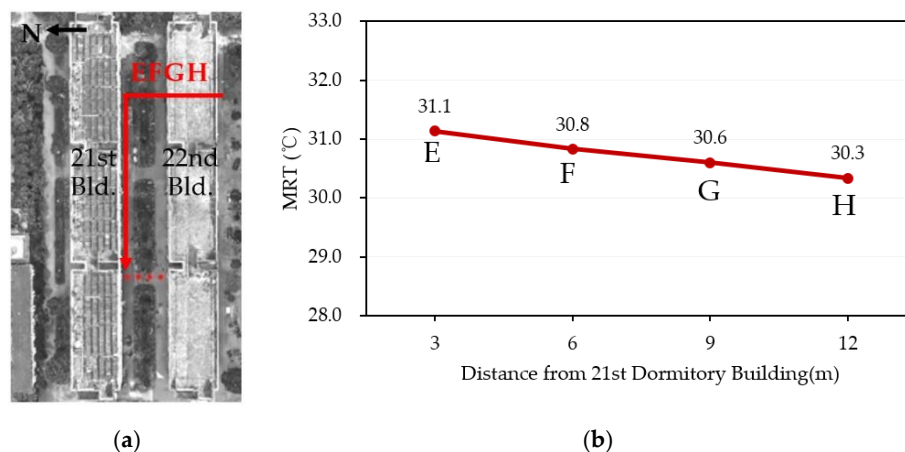 N
EFGH
21st
Bld.
22nd
Bld.
(a)
33.0
32.0
31.0
30.0
29.0
28.0
MRT (℃)
31.1
30.8
30.6
30.3
E
F
G
H
3
6
9
12
Distance from 21st Dormitory Building(m)
(b)